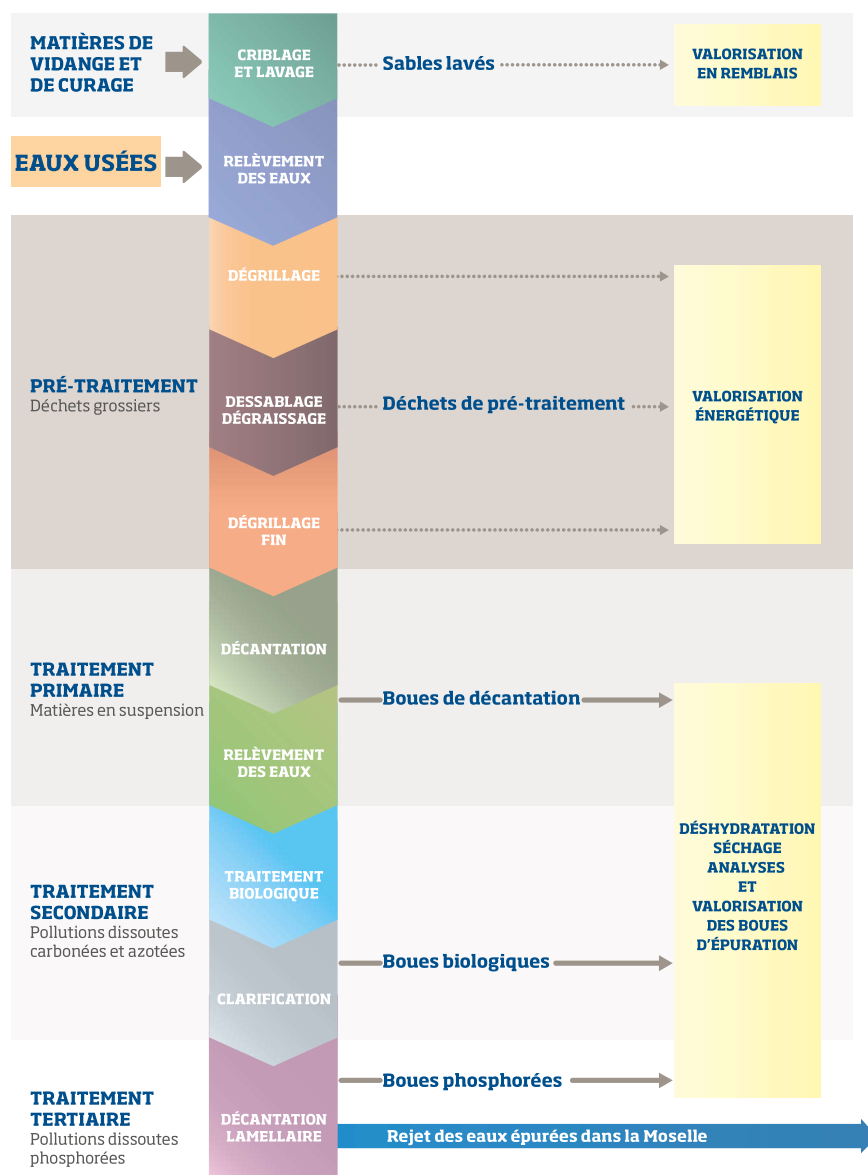 MATIÈRES DE
VIDANGE ET
DE CURAGE
CRIBLAGE
ET LAVAGE
Sables lavés
VALORISATION
EN REMBLAIS
EAUX USÉES
RELÈVEMENT
DES EAUX
DÉGRILLAGE
PRÉ-TRAITEMENT
Déchets grossiers
DESSABLAGE
DÉGRAISSAGE
Déchets de pré-traitement
VALORISATION
ÉNERGÉTIQUE
DÉGRILLAGE
FIN
DÉCANTATION
TRAITEMENT
PRIMAIRE
Matières en suspension
Boues de décantation
RELÈVEMENT
DES EAUX
DÉSHYDRATATION
SÉCHAGE
ANALYSES
ET
VALORISATION
DES BOUES
D'ÉPURATION
TRAITEMENT
BIOLOGIQUE
TRAITEMENT
SECONDAIRE
Pollutions dissoutes
carbonées et azotées
Boues biologiques
CLARIFICATION
Boues phosphorées
TRAITEMENT
TERTIAIRE
Pollutions dissoutes
phosphorées
DÉCANTATION
LAMELLAIRE
Rejet des eaux épurées dans la Moselle